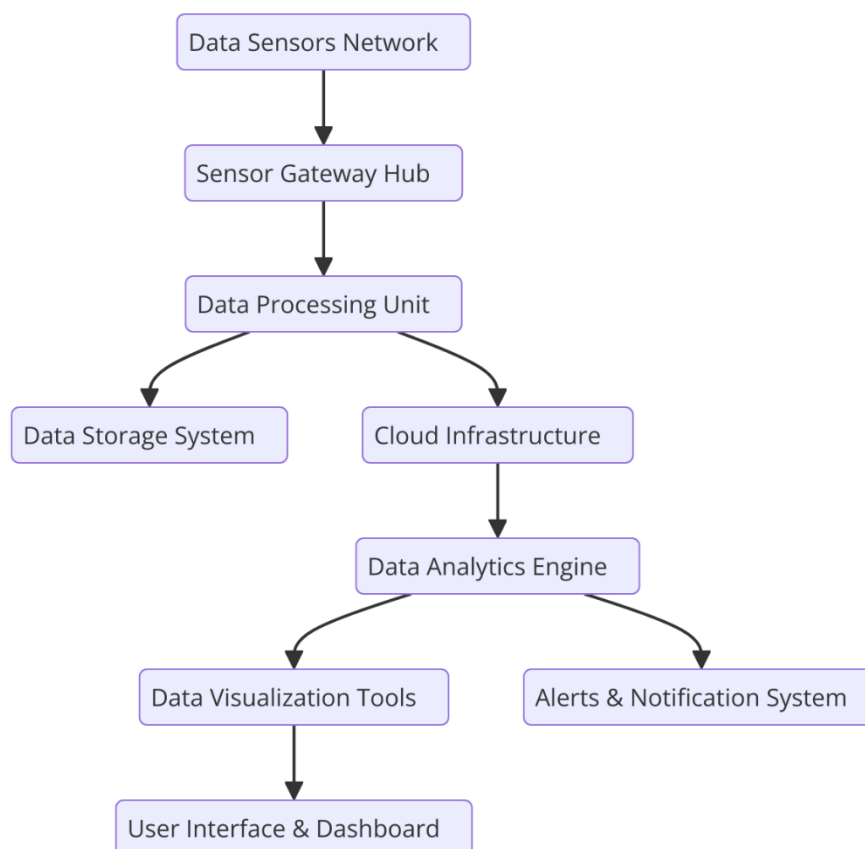 Data Sensors Network
Sensor Gateway Hub
Data Processing Unit
Data Storage System
Cloud Infrastructure
Data Analytics Engine
Data Visualization Tools
Alerts & Notification System
User Interface & Dashboard